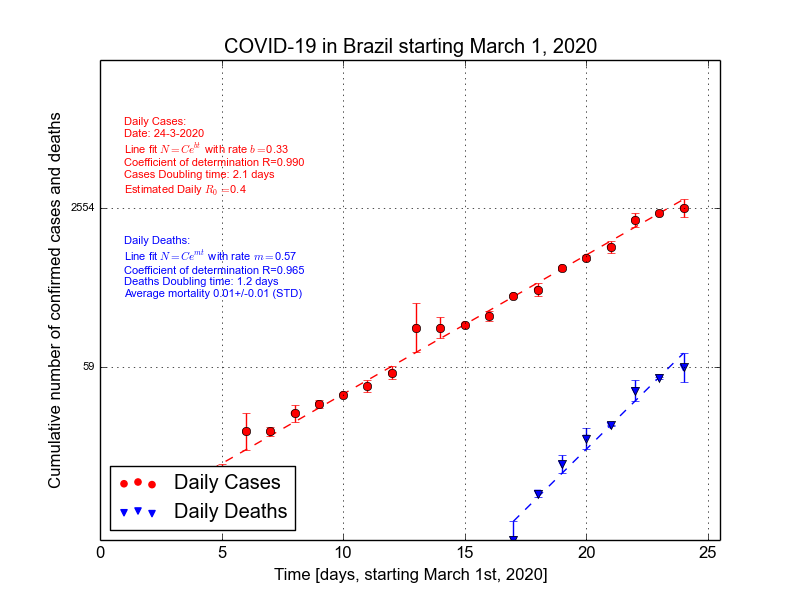 COVID-19 in Brazil starting March 1, 2020
Cumulative number of confirmed cases and deaths
Daily Cases:
Date: 24-3-2020
Line fit N = Ce^{bt} with rate b =0.33
Coefficient of determination R=0.990
Cases Doubling time: 2.1 days
Estimated Daily R_0 =0.4
2554
Daily Deaths:
Line fit N = Ce^{mt} with rate m =0.57
Coefficient of determination R=0.965
Deaths Doubling time: 1.2 days
Average mortality 0.01+/-0.01 (STD)
59
Daily Cases
Daily Deaths
0 5 10 15 20 25
Time [days, starting March 1st, 2020]